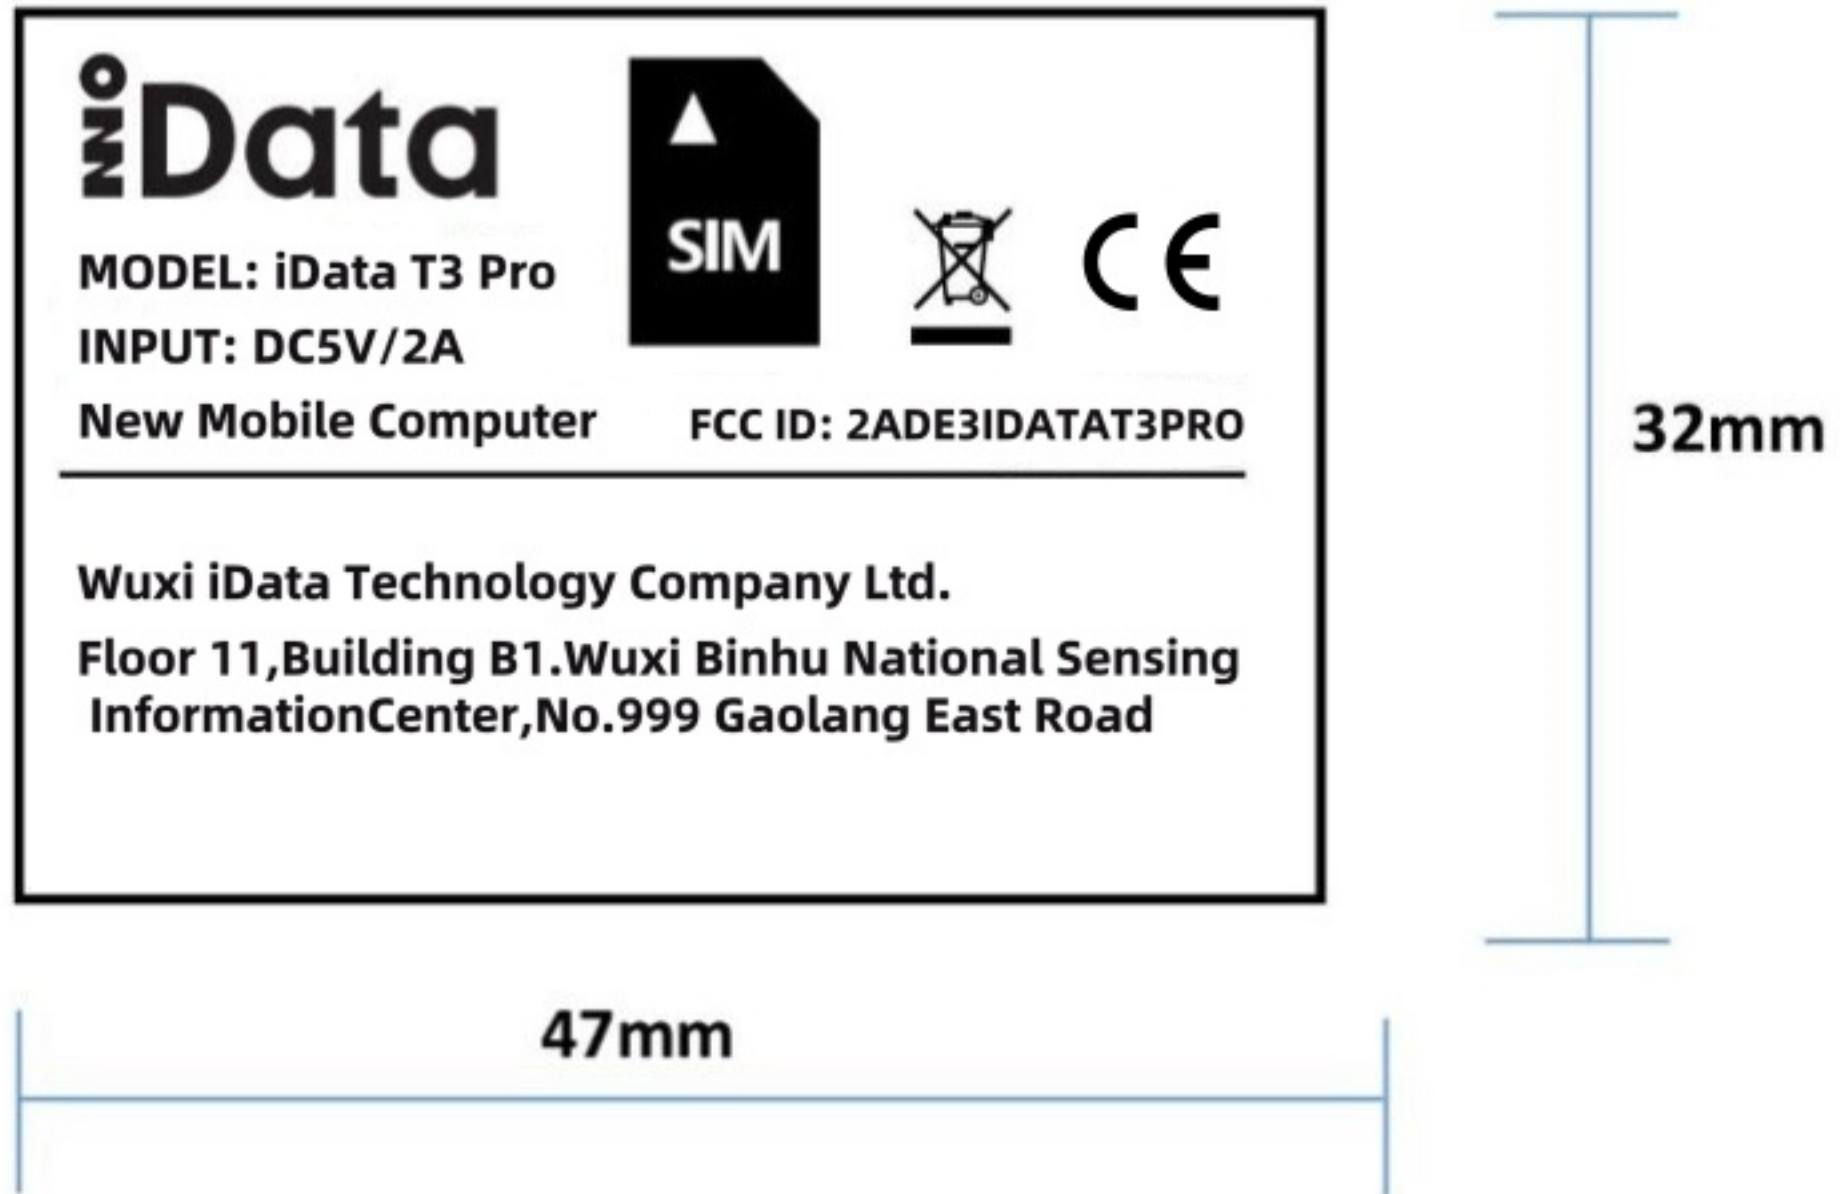 iData
SIM
CE
MODEL: iData T3 Pro
INPUT: DC5V/2A
New Mobile Computer
FCC ID: 2ADE3IDATAT3PRO
Wuxi iData Technology Company Ltd.
Floor 11,Building B1.Wuxi Binhu National Sensing
InformationCenter,No.999 Gaolang East Road
32mm
47mm